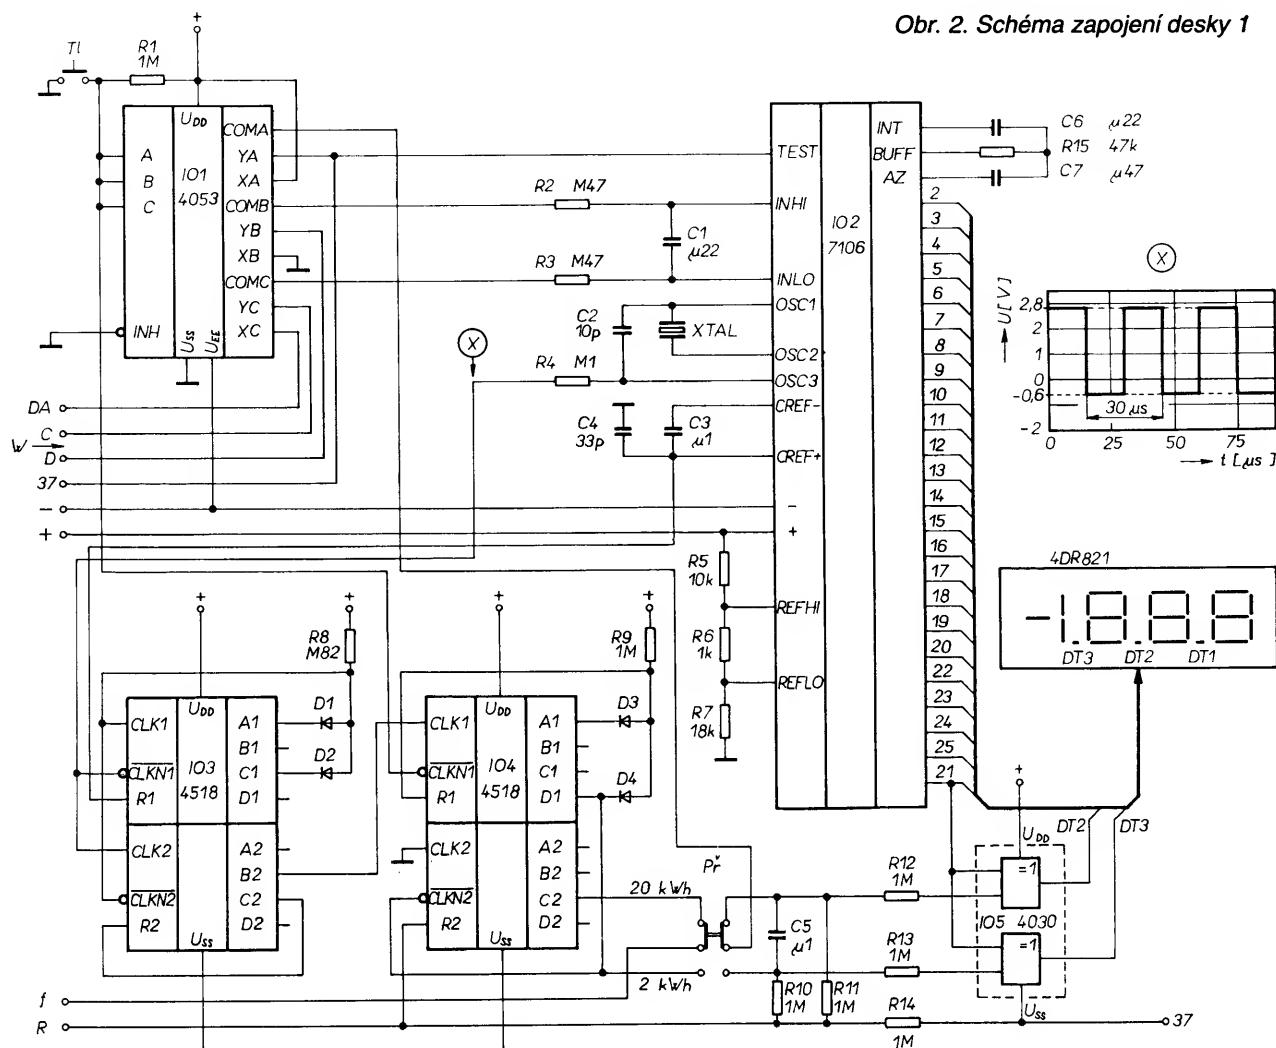 Obr. 2. Schéma zapojení desky 1
Tl
R1
1M
+
U_DD
A
B
C
IO1
4053
INH
U_SS
U_EE
COMA
YA
XA
COMB
YB
XB
COMC
YC
XC
R2 M47
R3 M47
C1
µ22
C2
10p
XTAL
X
R4 M1
C4
33p
C3
µ1
DA
C
W
D
37
-
+
TEST
INHI
INLO
OSC1
OSC2
OSC3
CREF-
CREF+
-
+
REFHI
REFLO
IO2
7106
INT
BUFF
AZ
C6 µ22
R15 47k
C7 µ47
2
3
4
5
6
7
8
9
10
11
12
13
14
15
16
17
18
19
20
22
23
24
25
21
X
U [V]
2,8
2
1
0
-0,6
-2
30 µs
0 25 50 75
t [µs]
R5
10k
R6
1k
R7
18k
4DR821
-1.8.8.8
DT3 DT2 DT1
+
R8
M82
+
D1
D2
CLK1
CLKN1
R1
CLK2
CLKN2
R2
U_DD
IO3
4518
U_SS
A1
B1
C1
D1
A2
B2
C2
D2
+
R9
1M
+
D3
D4
CLK1
CLKN1
R1
CLK2
CLKN2
R2
U_DD
IO4
4518
U_SS
A1
B1
C1
D1
A2
B2
C2
D2
Př
20 kWh
2 kWh
C5
µ1
R10
1M
R11
1M
R12
1M
R13
1M
R14
1M
+
U_DD
=1
IO5 4030
=1
U_SS
DT2
DT3
f
R
37